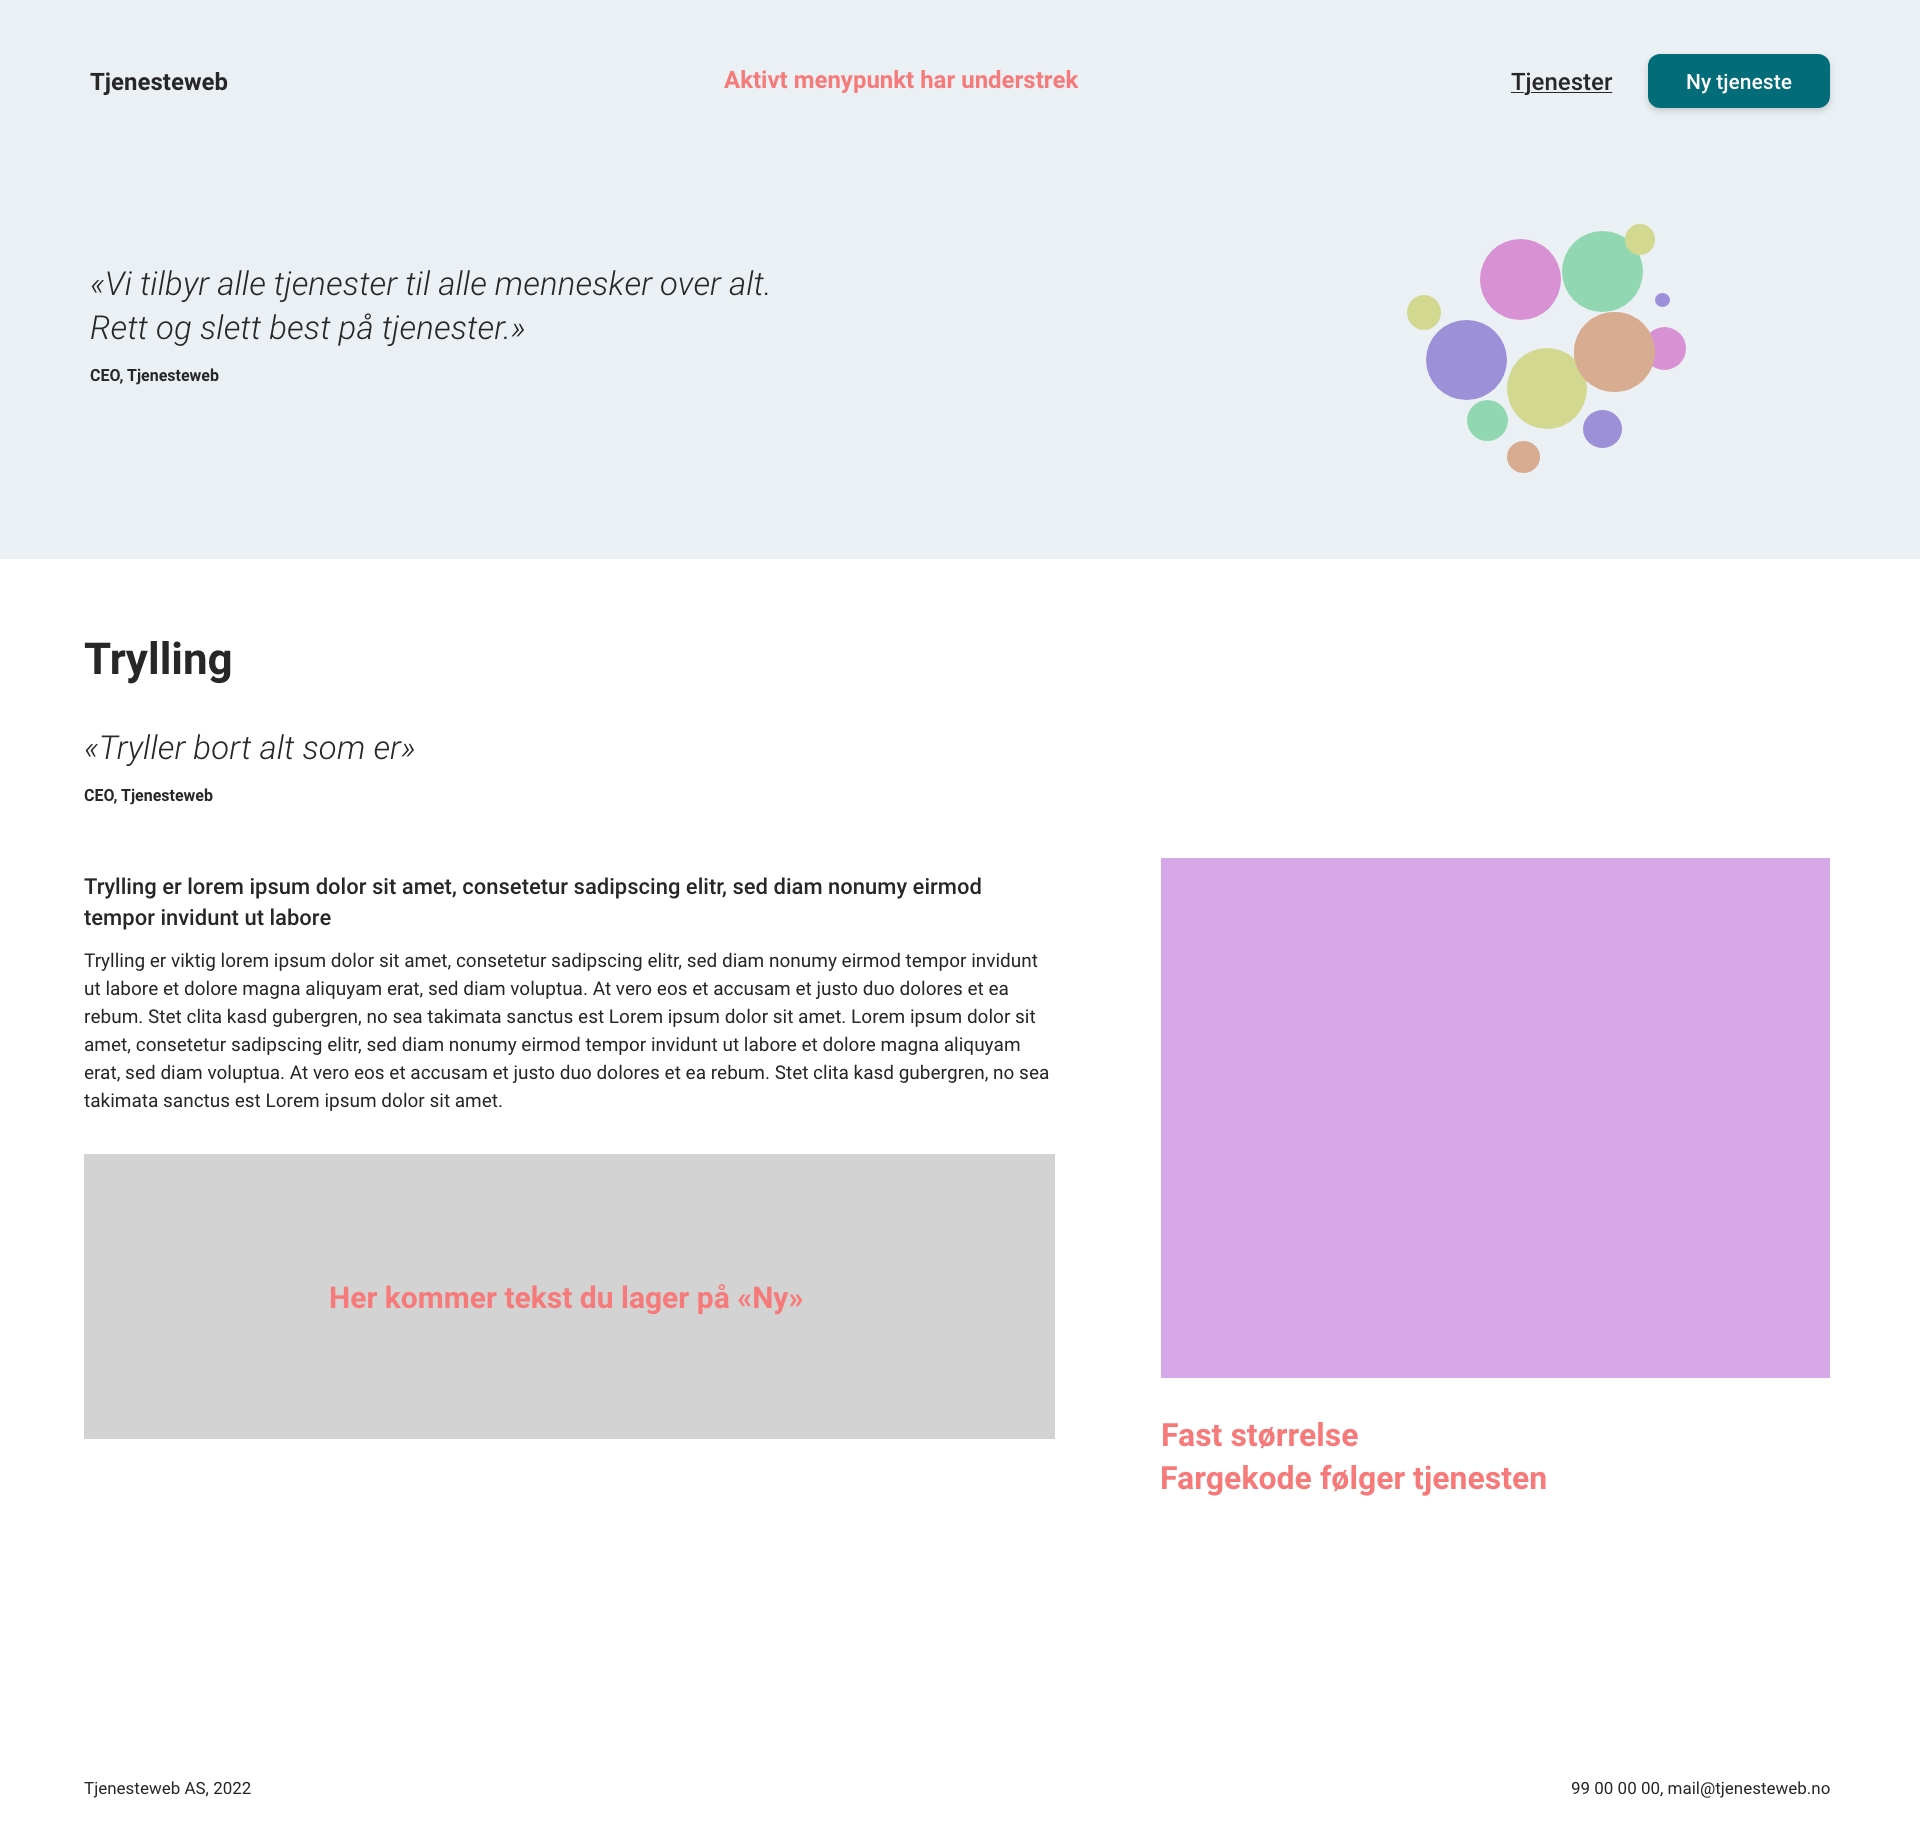 Tjenesteweb
Aktivt menypunkt har understrek
Tjenester
Ny tjeneste
«Vi tilbyr alle tjenester til alle mennesker over alt.
Rett og slett best på tjenester.»
CEO, Tjenesteweb
Trylling
«Tryller bort alt som er»
CEO, Tjenesteweb
Trylling er lorem ipsum dolor sit amet, consetetur sadipscing elitr, sed diam nonumy eirmod
tempor invidunt ut labore
Trylling er viktig lorem ipsum dolor sit amet, consetetur sadipscing elitr, sed diam nonumy eirmod tempor invidunt
ut labore et dolore magna aliquyam erat, sed diam voluptua. At vero eos et accusam et justo duo dolores et ea
rebum. Stet clita kasd gubergren, no sea takimata sanctus est Lorem ipsum dolor sit amet. Lorem ipsum dolor sit
amet, consetetur sadipscing elitr, sed diam nonumy eirmod tempor invidunt ut labore et dolore magna aliquyam
erat, sed diam voluptua. At vero eos et accusam et justo duo dolores et ea rebum. Stet clita kasd gubergren, no sea
takimata sanctus est Lorem ipsum dolor sit amet.
Her kommer tekst du lager på «Ny»
Fast størrelse
Fargekode følger tjenesten
Tjenesteweb AS, 2022
99 00 00 00, mail@tjenesteweb.no